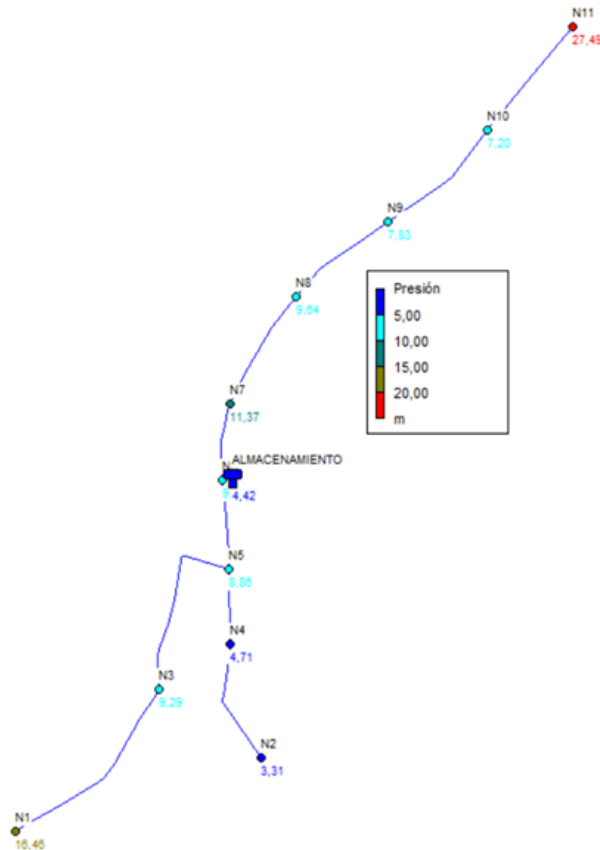 N11
27,49
N10
7,20
N9
7,83
N8
9,64
Presión
5,00
10,00
15,00
20,00
m
N7
11,37
ALMACENAMIENTO
4,42
N5
8,86
N4
4,71
N3
9,29
N2
3,31
N1
16,46